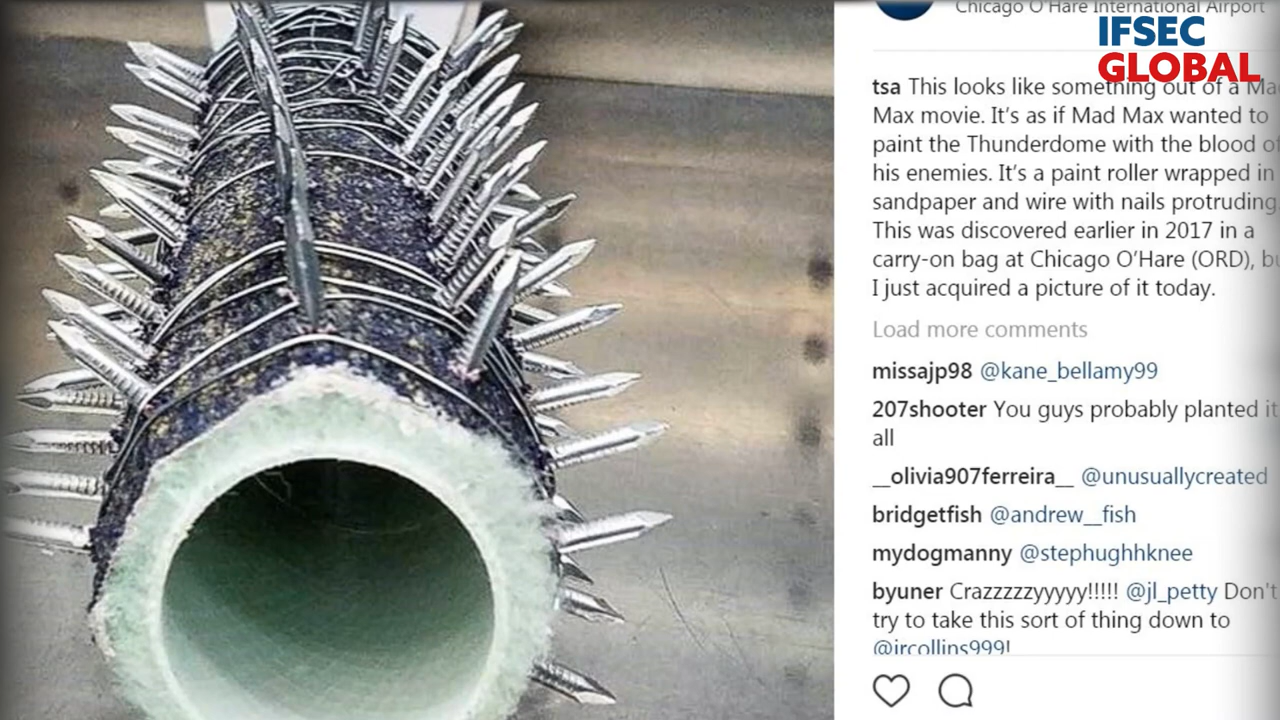 Chicago O'Hare International Airport
IFSEC
GLOBAL
tsa This looks like something out of a Mad
Max movie. It's as if Mad Max wanted to
paint the Thunderdome with the blood of
his enemies. It's a paint roller wrapped in
sandpaper and wire with nails protruding.
This was discovered earlier in 2017 in a
carry-on bag at Chicago O'Hare (ORD), bu
I just acquired a picture of it today.
Load more comments
missajp98 @kane_bellamy99
207shooter You guys probably planted it
all
__olivia907ferreira__ @unusuallycreated
bridgetfish @andrew__fish
mydogmanny @stephughhknee
byuner Crazzzzzyyyyy!!!!! @jl_petty Don't
try to take this sort of thing down to
@ircollins999!